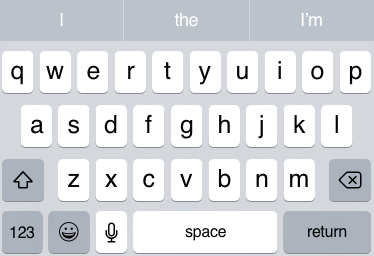 I the I'm
q w e r t y u i o p
a s d f g h j k l
z x c v b n m
123 space return